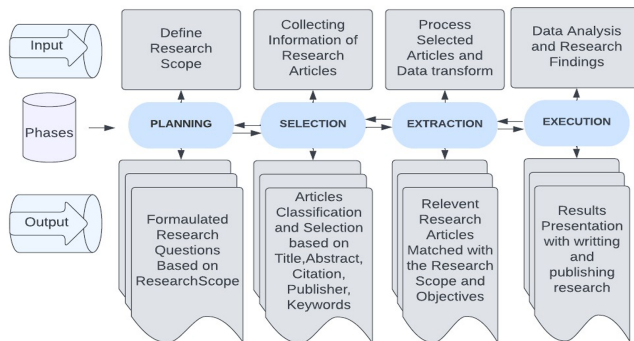 Input
Define
Research
Scope
Collecting
Information of
Research
Articles
Process
Selected
Articles and
Data transform
Data Analysis
and Research
Findings
Phases
PLANNING
SELECTION
EXTRACTION
EXECUTION
Output
Formaulated
Research
Questions
Based on
ResearchScope
Articles
Classification
and Selection
based on
Title,Abstract,
Citation,
Publisher,
Keywords
Relevent
Research
Articles
Matched with
the Research
Scope and
Objectives
Results
Presentation
with writting
and
publishing
research